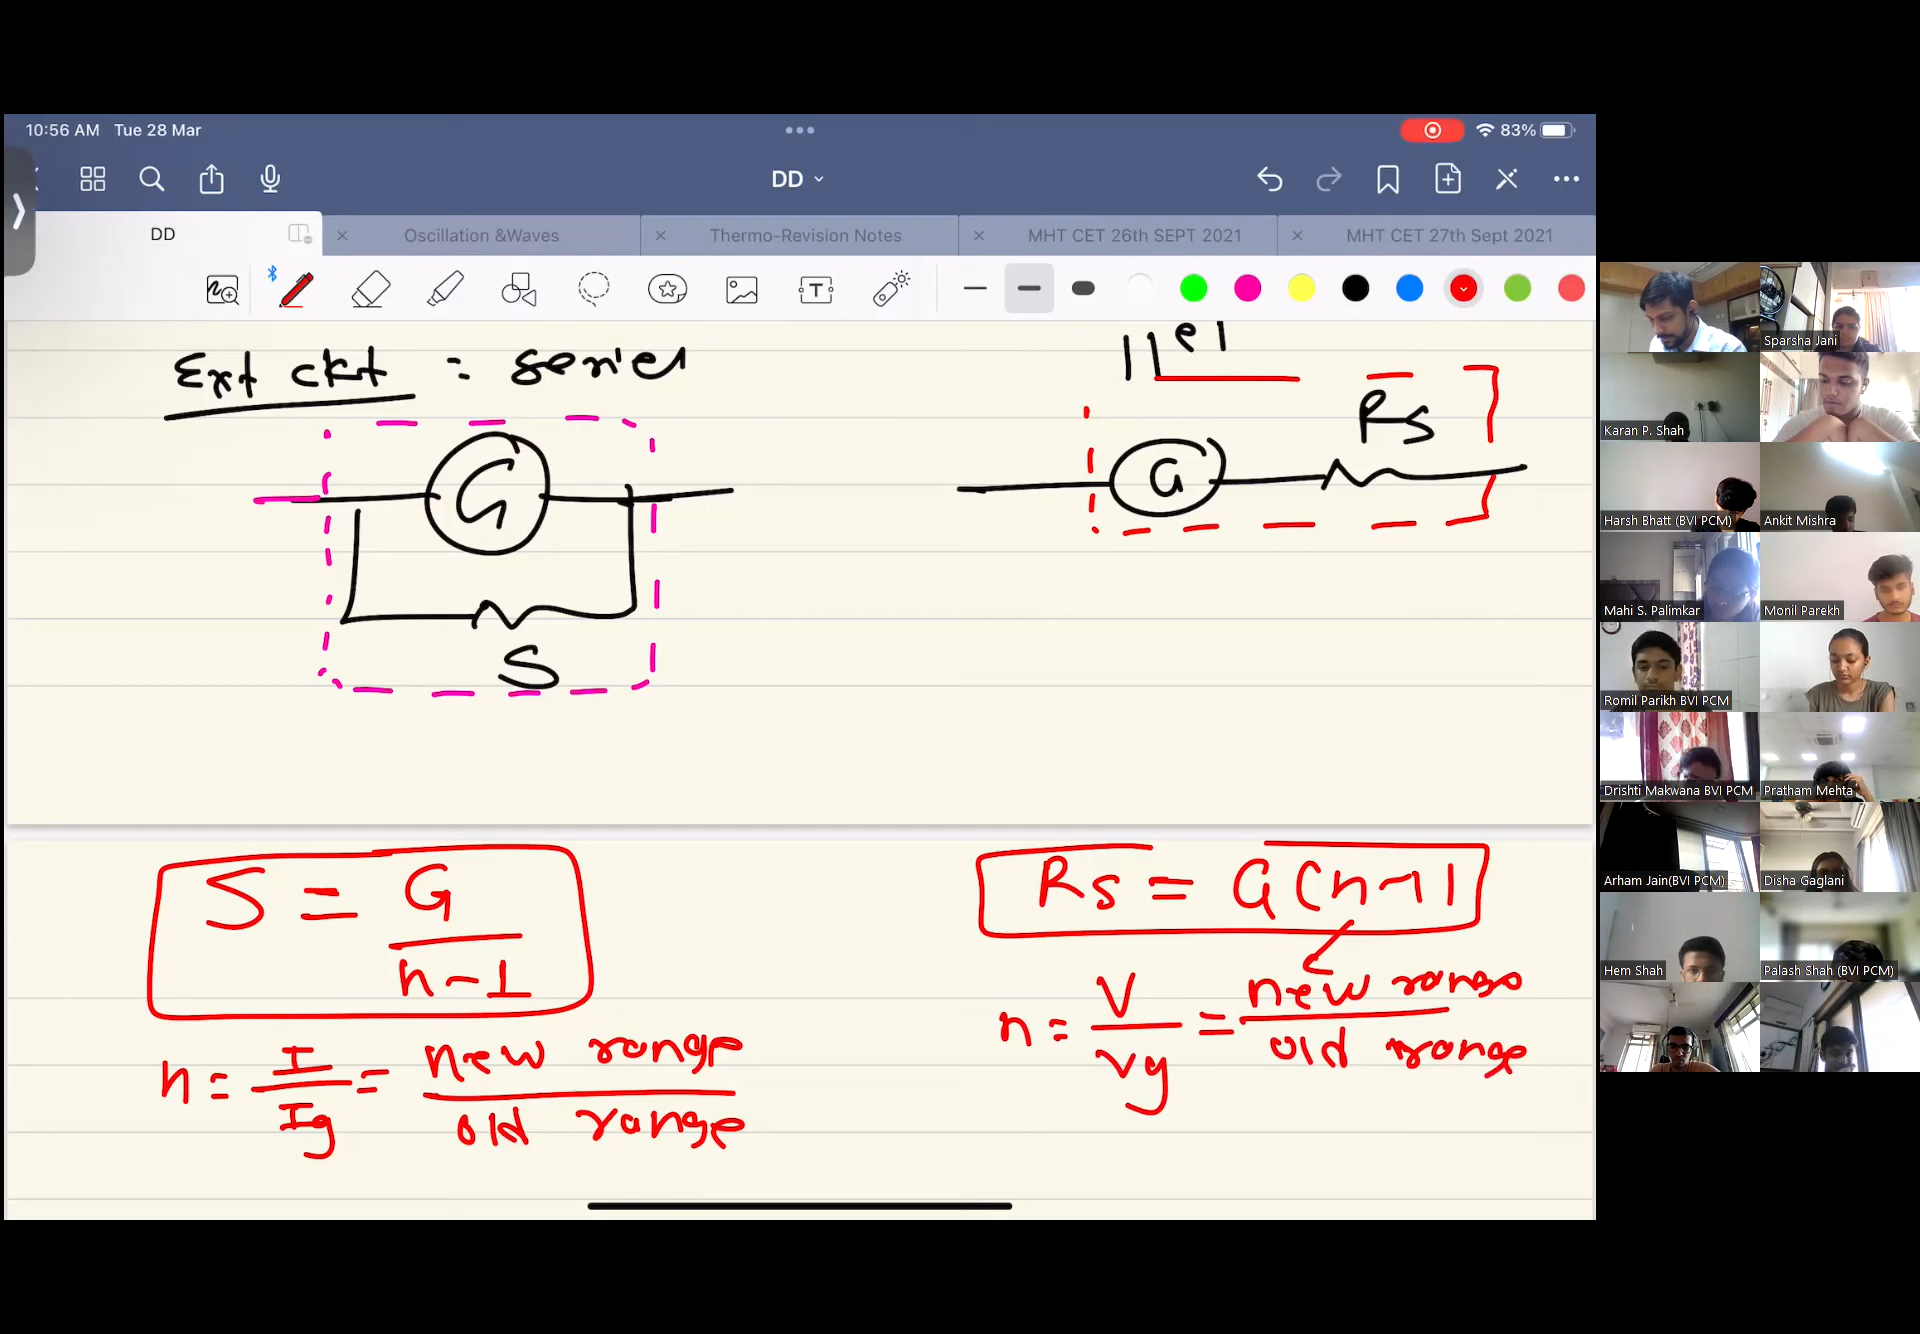 10:56 AM Tue 28 Mar
83%
DD
DD
Oscillation &Waves
Thermo-Revision Notes
MHT CET 26th SEPT 2021
MHT CET 27th Sept 2021
T
Ext ckt : series
G
S
||el
Rs
G
S = G
n-1
n = I = new range
Ig old range
Rs = G(n-1)
n = V = new range
Vg old range
Sparsha Jani
Karan P. Shah
Harsh Bhatt (BVI PCM)
Ankit Mishra
Mahi S. Palimkar
Monil Parekh
Romil Parikh BVI PCM
Drishti Makwana BVI PCM
Pratham Mehta
Arham Jain(BVI PCM)
Disha Gaglani
Hem Shah
Palash Shah (BVI PCM)